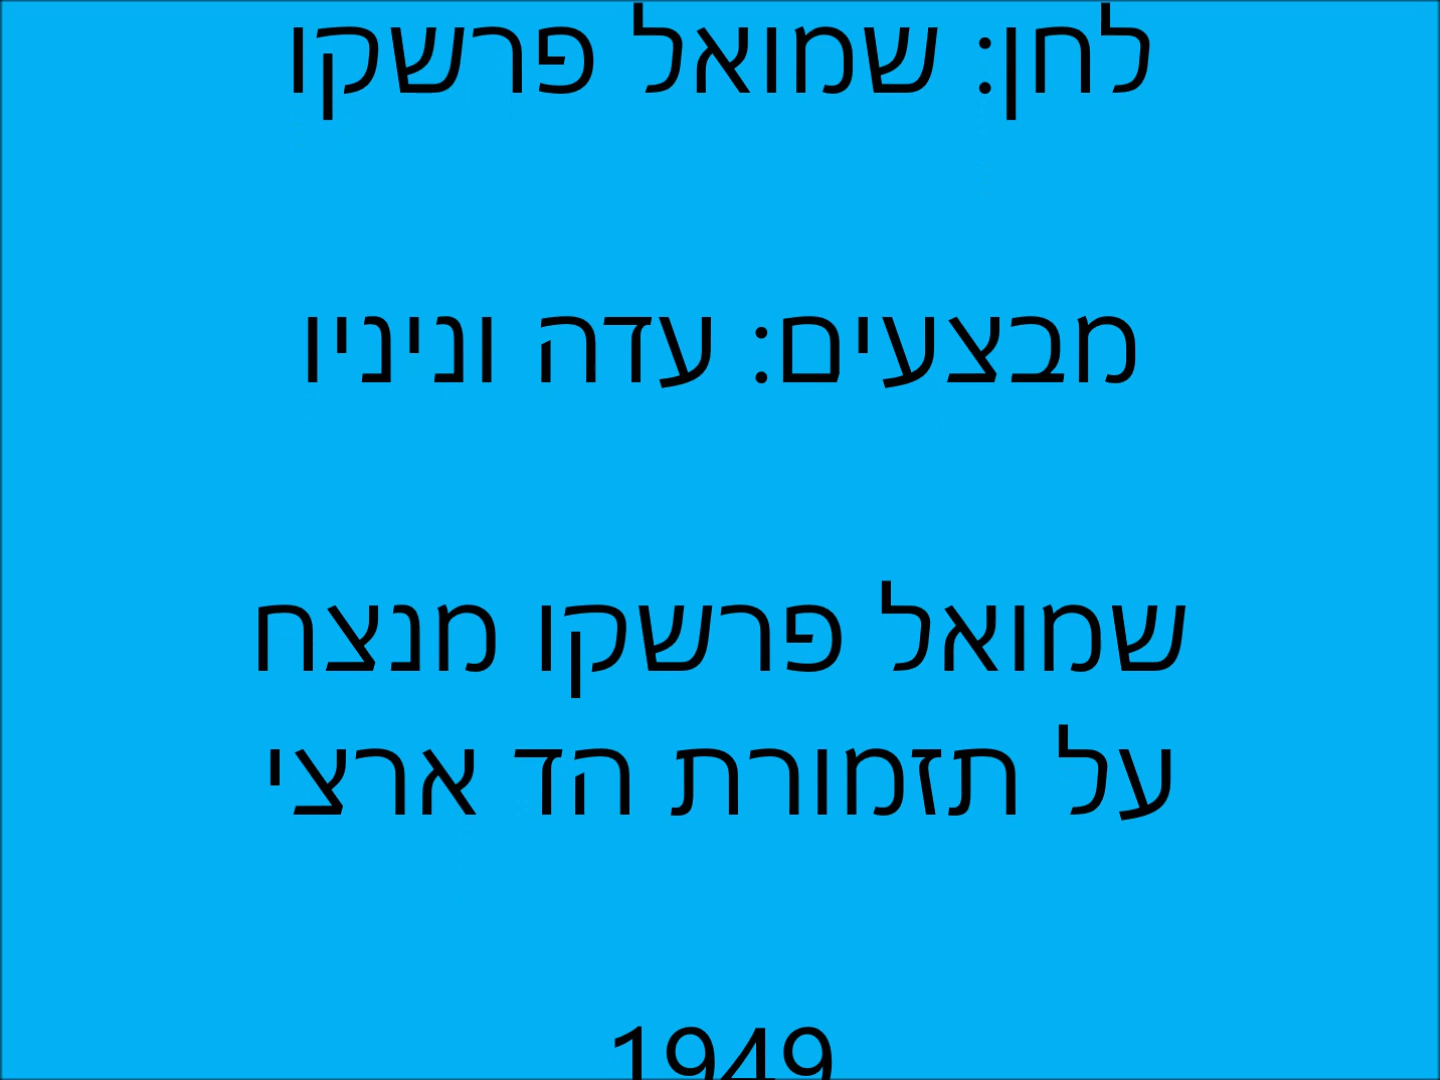 לחן: שמואל פרשקו
מבצעים: עדה וניניו
שמואל פרשקו מנצח
על תזמורת הד ארצי
1949